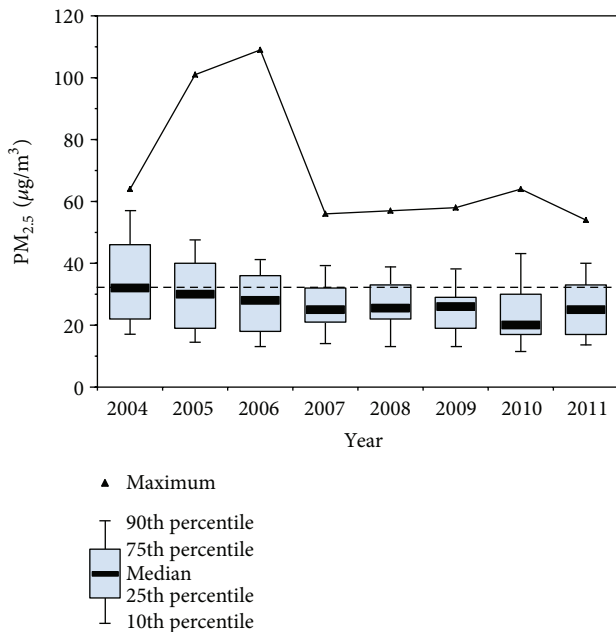 120
100
80
60
40
20
0
PM2.5 (μg/m³)
2004 2005 2006 2007 2008 2009 2010 2011
Year
Maximum
90th percentile
75th percentile
Median
25th percentile
10th percentile